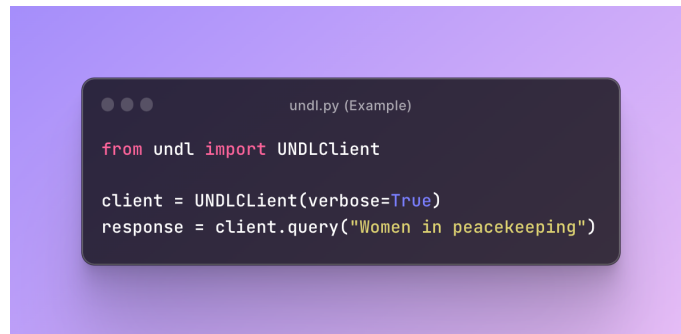 undl.py (Example)
from undl import UNDLClient
client = UNDLCLient(verbose=True)
response = client.query("Women in peacekeeping")